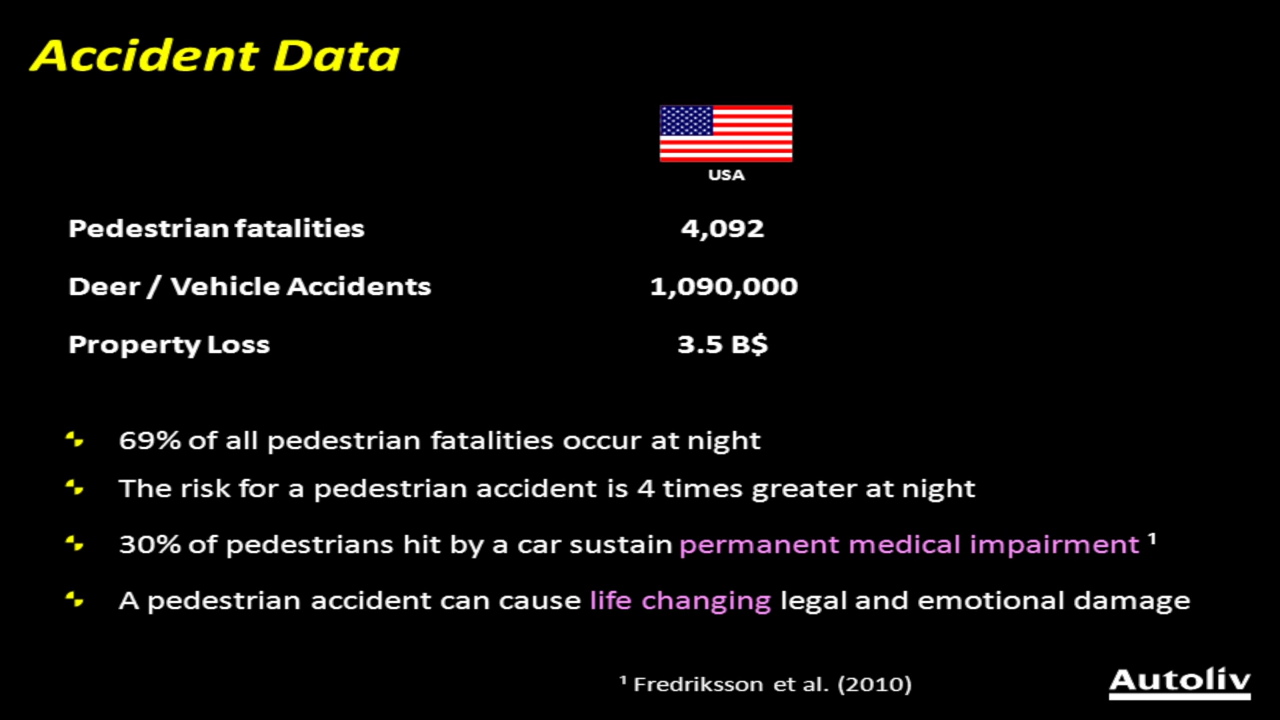 Accident Data
USA
Pedestrian fatalities 4,092
Deer / Vehicle Accidents 1,090,000
Property Loss 3.5 B$
69% of all pedestrian fatalities occur at night
The risk for a pedestrian accident is 4 times greater at night
30% of pedestrians hit by a car sustain permanent medical impairment ¹
A pedestrian accident can cause life changing legal and emotional damage
¹ Fredriksson et al. (2010)
Autoliv